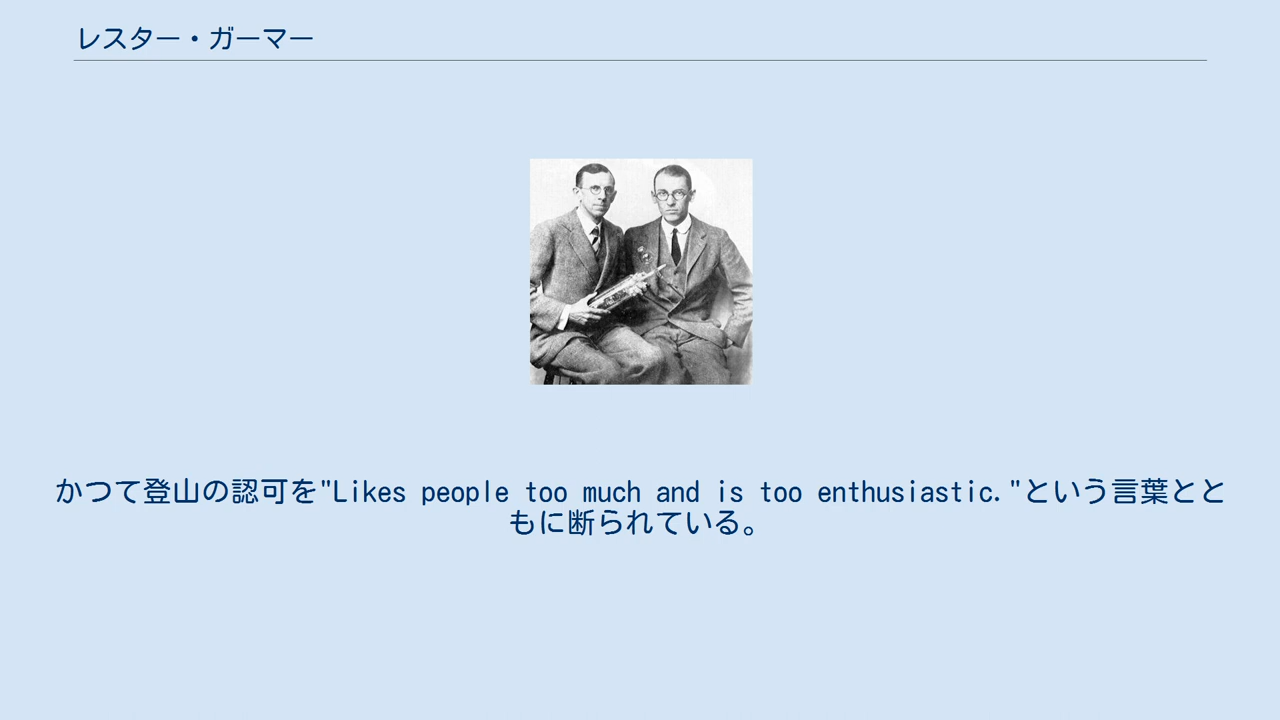 レスター・ガーマー
かつて登山の認可を"Likes people too much and is too enthusiastic."という言葉とと
もに断られている。